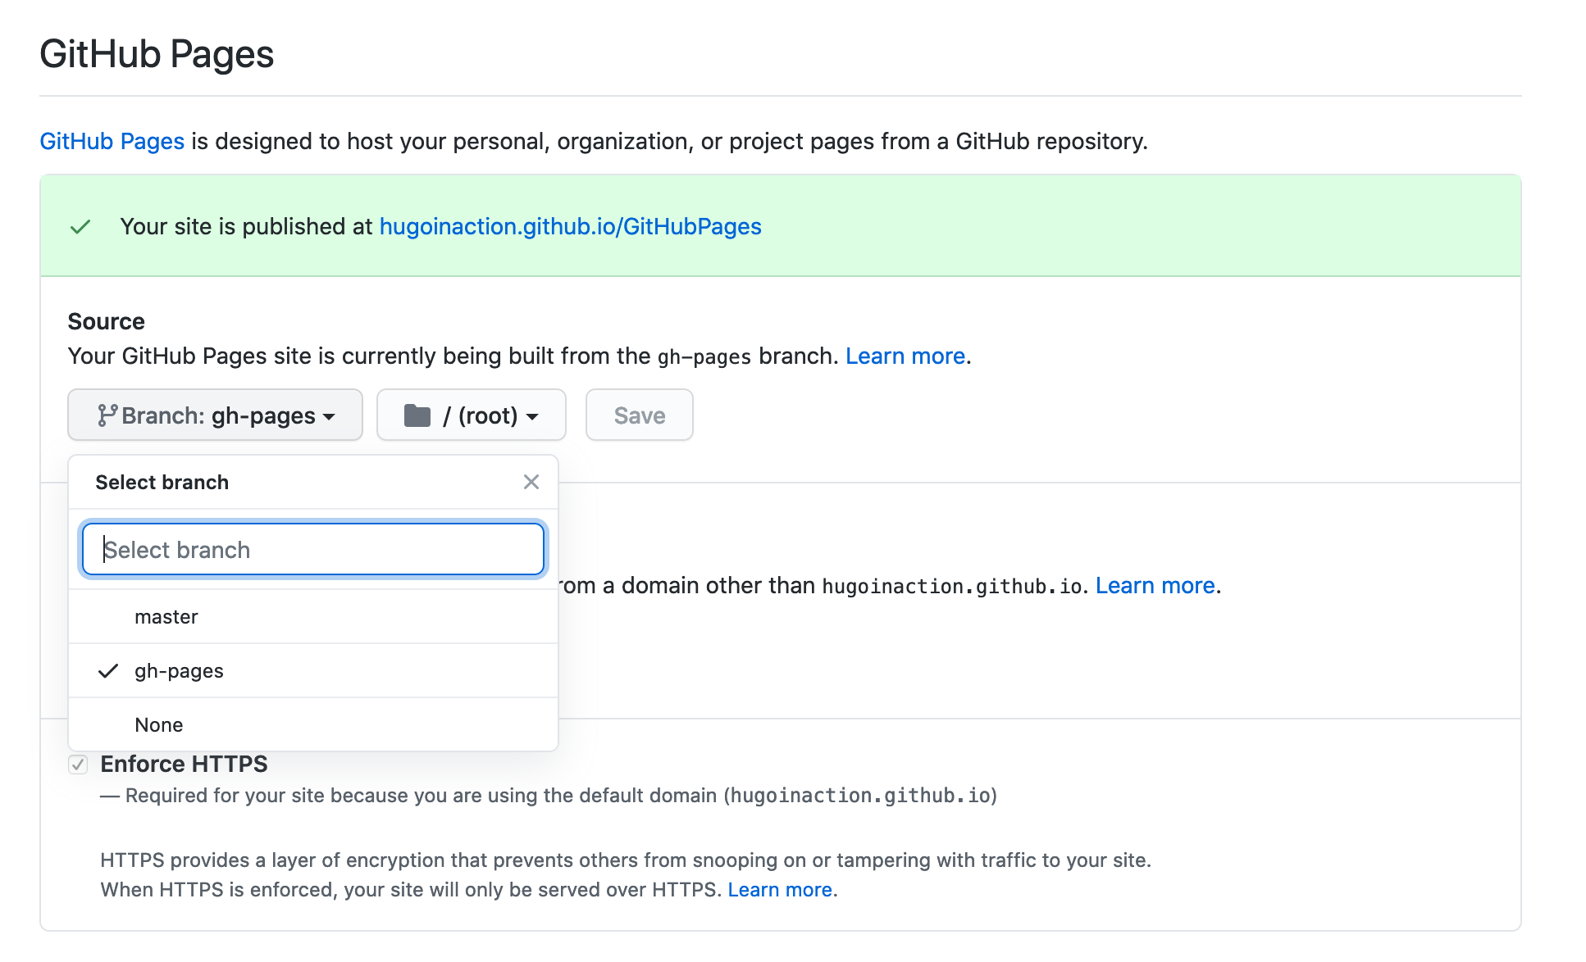 GitHub Pages
GitHub Pages is designed to host your personal, organization, or project pages from a GitHub repository.
Your site is published at hugoinaction.github.io/GitHubPages
Source
Your GitHub Pages site is currently being built from the gh-pages branch. Learn more.
Branch: gh-pages / (root) Save
Select branch
Select branch
a domain other than hugoinaction.github.io. Learn more.
master
gh-pages
None
Enforce HTTPS
— Required for your site because you are using the default domain (hugoinaction.github.io)
HTTPS provides a layer of encryption that prevents others from snooping on or tampering with traffic to your site.
When HTTPS is enforced, your site will only be served over HTTPS. Learn more.